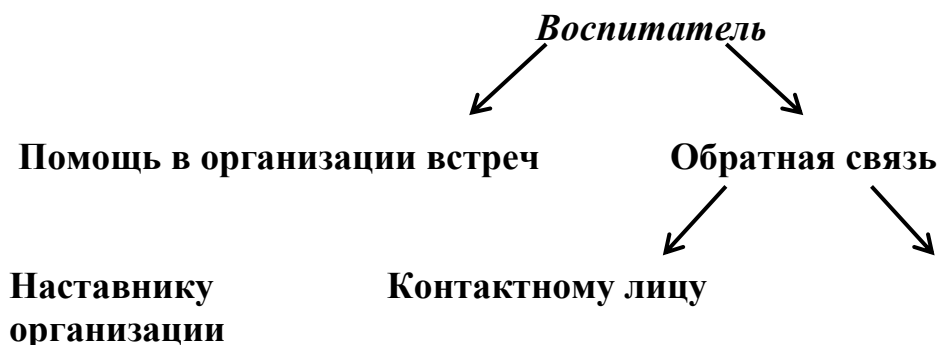 Воспитатель
Помощь в организации встреч Обратная связь
Наставнику Контактному лицу
организации